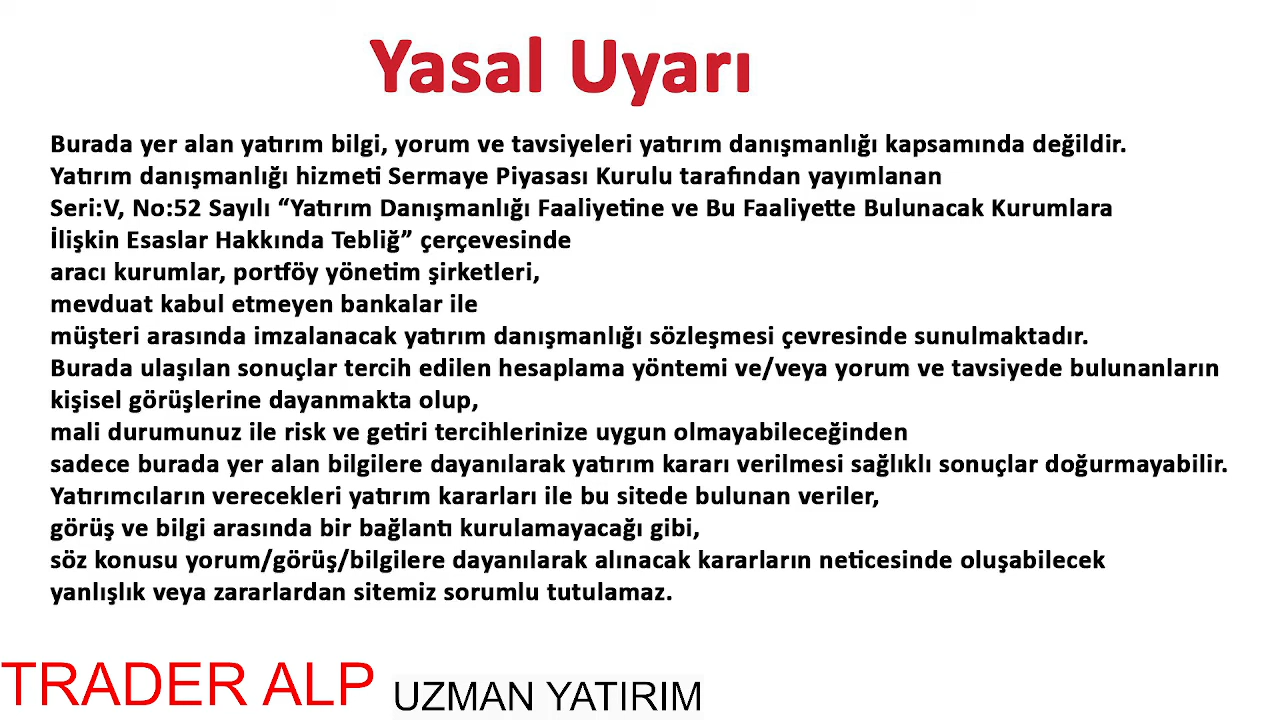 Yasal Uyarı
Burada yer alan yatırım bilgi, yorum ve tavsiyeleri yatırım danışmanlığı kapsamında değildir.
Yatırım danışmanlığı hizmeti Sermaye Piyasası Kurulu tarafından yayımlanan
Seri:V, No:52 Sayılı “Yatırım Danışmanlığı Faaliyetine ve Bu Faaliyette Bulunacak Kurumlara
İlişkin Esaslar Hakkında Tebliğ” çerçevesinde
aracı kurumlar, portföy yönetim şirketleri,
mevduat kabul etmeyen bankalar ile
müşteri arasında imzalanacak yatırım danışmanlığı sözleşmesi çevresinde sunulmaktadır.
Burada ulaşılan sonuçlar tercih edilen hesaplama yöntemi ve/veya yorum ve tavsiyede bulunanların
kişisel görüşlerine dayanmakta olup,
mali durumunuz ile risk ve getiri tercihlerinize uygun olmayabileceğinden
sadece burada yer alan bilgilere dayanılarak yatırım kararı verilmesi sağlıklı sonuçlar doğurmayabilir.
Yatırımcıların verecekleri yatırım kararları ile bu sitede bulunan veriler,
görüş ve bilgi arasında bir bağlantı kurulamayacağı gibi,
söz konusu yorum/görüş/bilgilere dayanılarak alınacak kararların neticesinde oluşabilecek
yanlışlık veya zararlardan sitemiz sorumlu tutulamaz.
TRADER ALP UZMAN YATIRIM